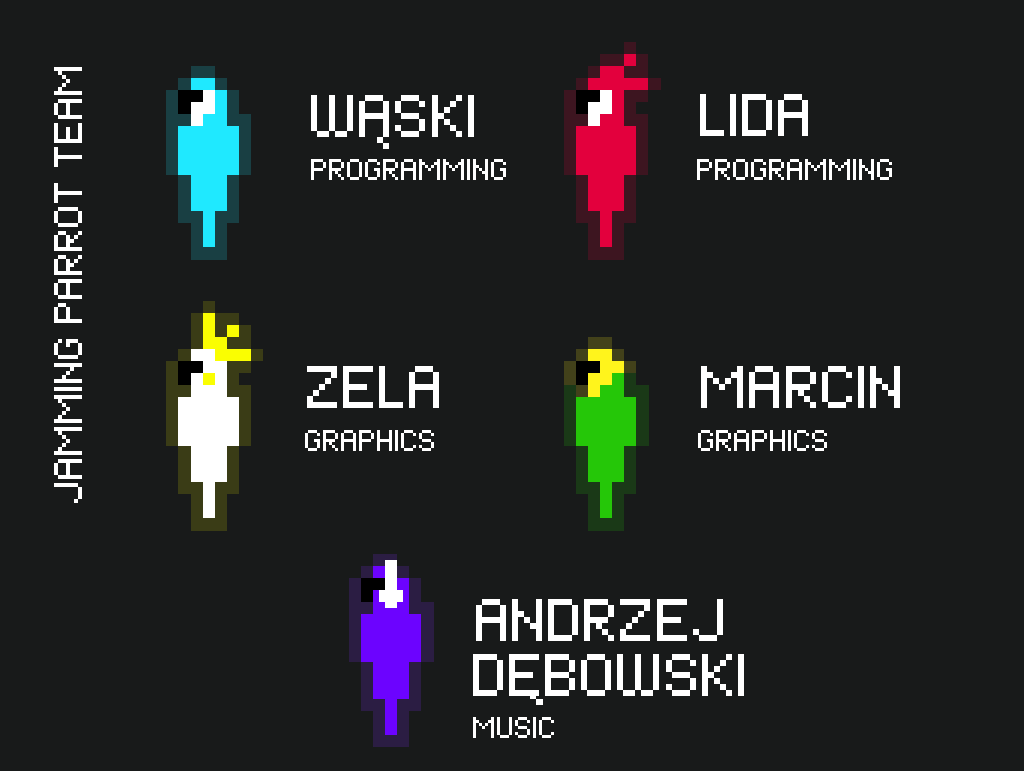 JAMMING PARROT TEAM
WĄSKI
PROGRAMMING
LIDA
PROGRAMMING
ZELA
GRAPHICS
MARCIN
GRAPHICS
ANDRZEJ
DĘBOWSKI
MUSIC